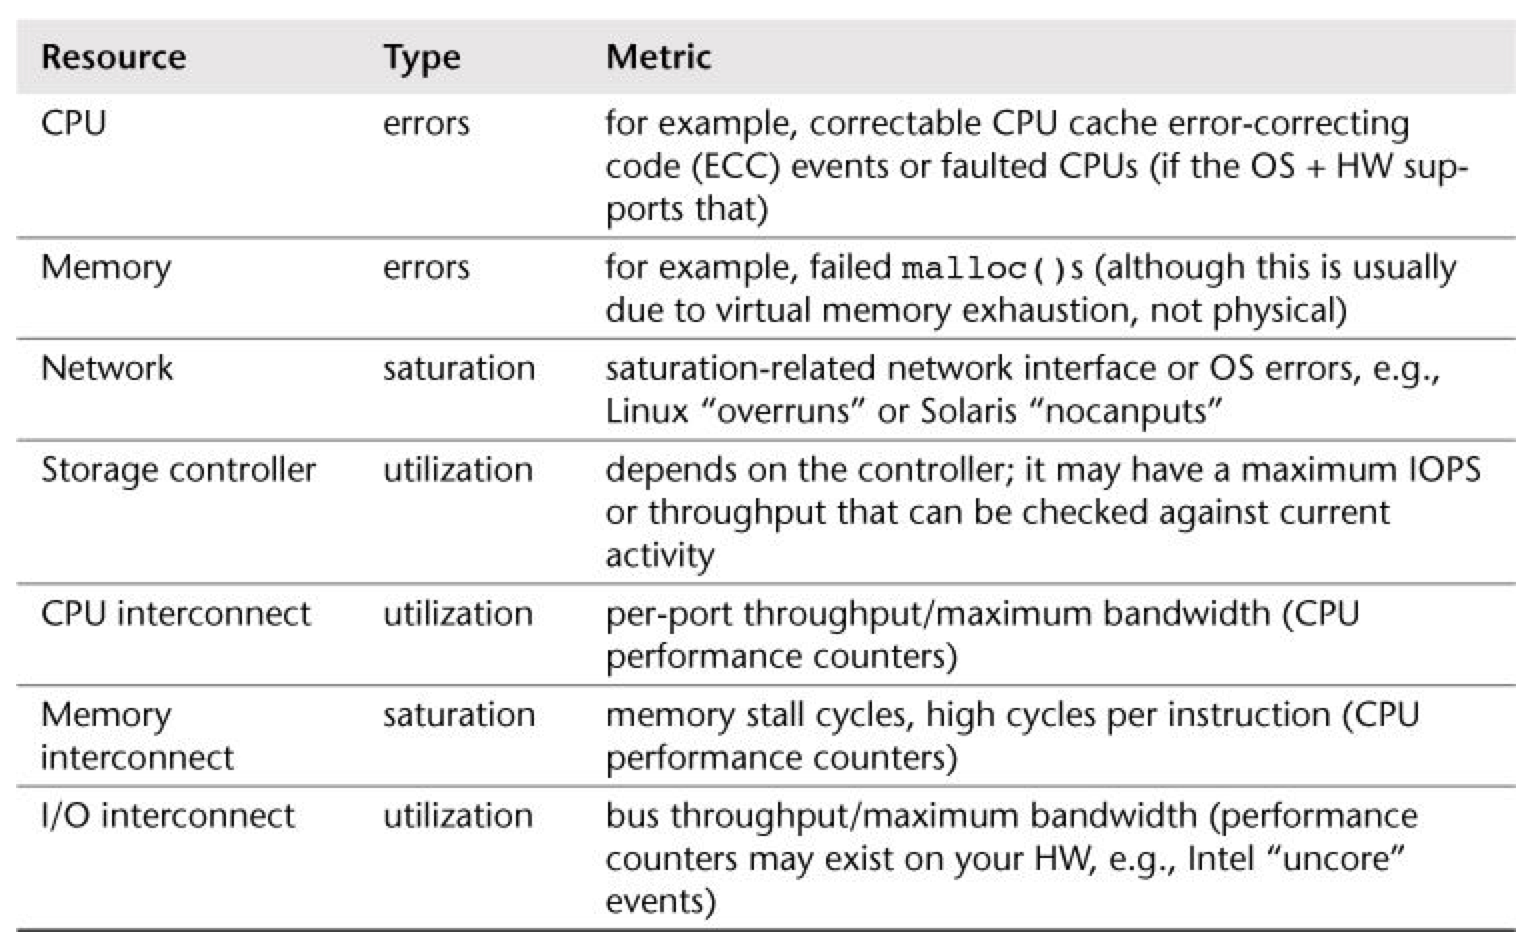 Resource Type Metric
CPU errors for example, correctable CPU cache error-correcting
code (ECC) events or faulted CPUs (if the OS + HW sup-
ports that)
Memory errors for example, failed malloc()s (although this is usually
due to virtual memory exhaustion, not physical)
Network saturation saturation-related network interface or OS errors, e.g.,
Linux “overruns” or Solaris “nocanputs”
Storage controller utilization depends on the controller; it may have a maximum IOPS
or throughput that can be checked against current
activity
CPU interconnect utilization per-port throughput/maximum bandwidth (CPU
performance counters)
Memory saturation memory stall cycles, high cycles per instruction (CPU
interconnect performance counters)
I/O interconnect utilization bus throughput/maximum bandwidth (performance
counters may exist on your HW, e.g., Intel “uncore”
events)